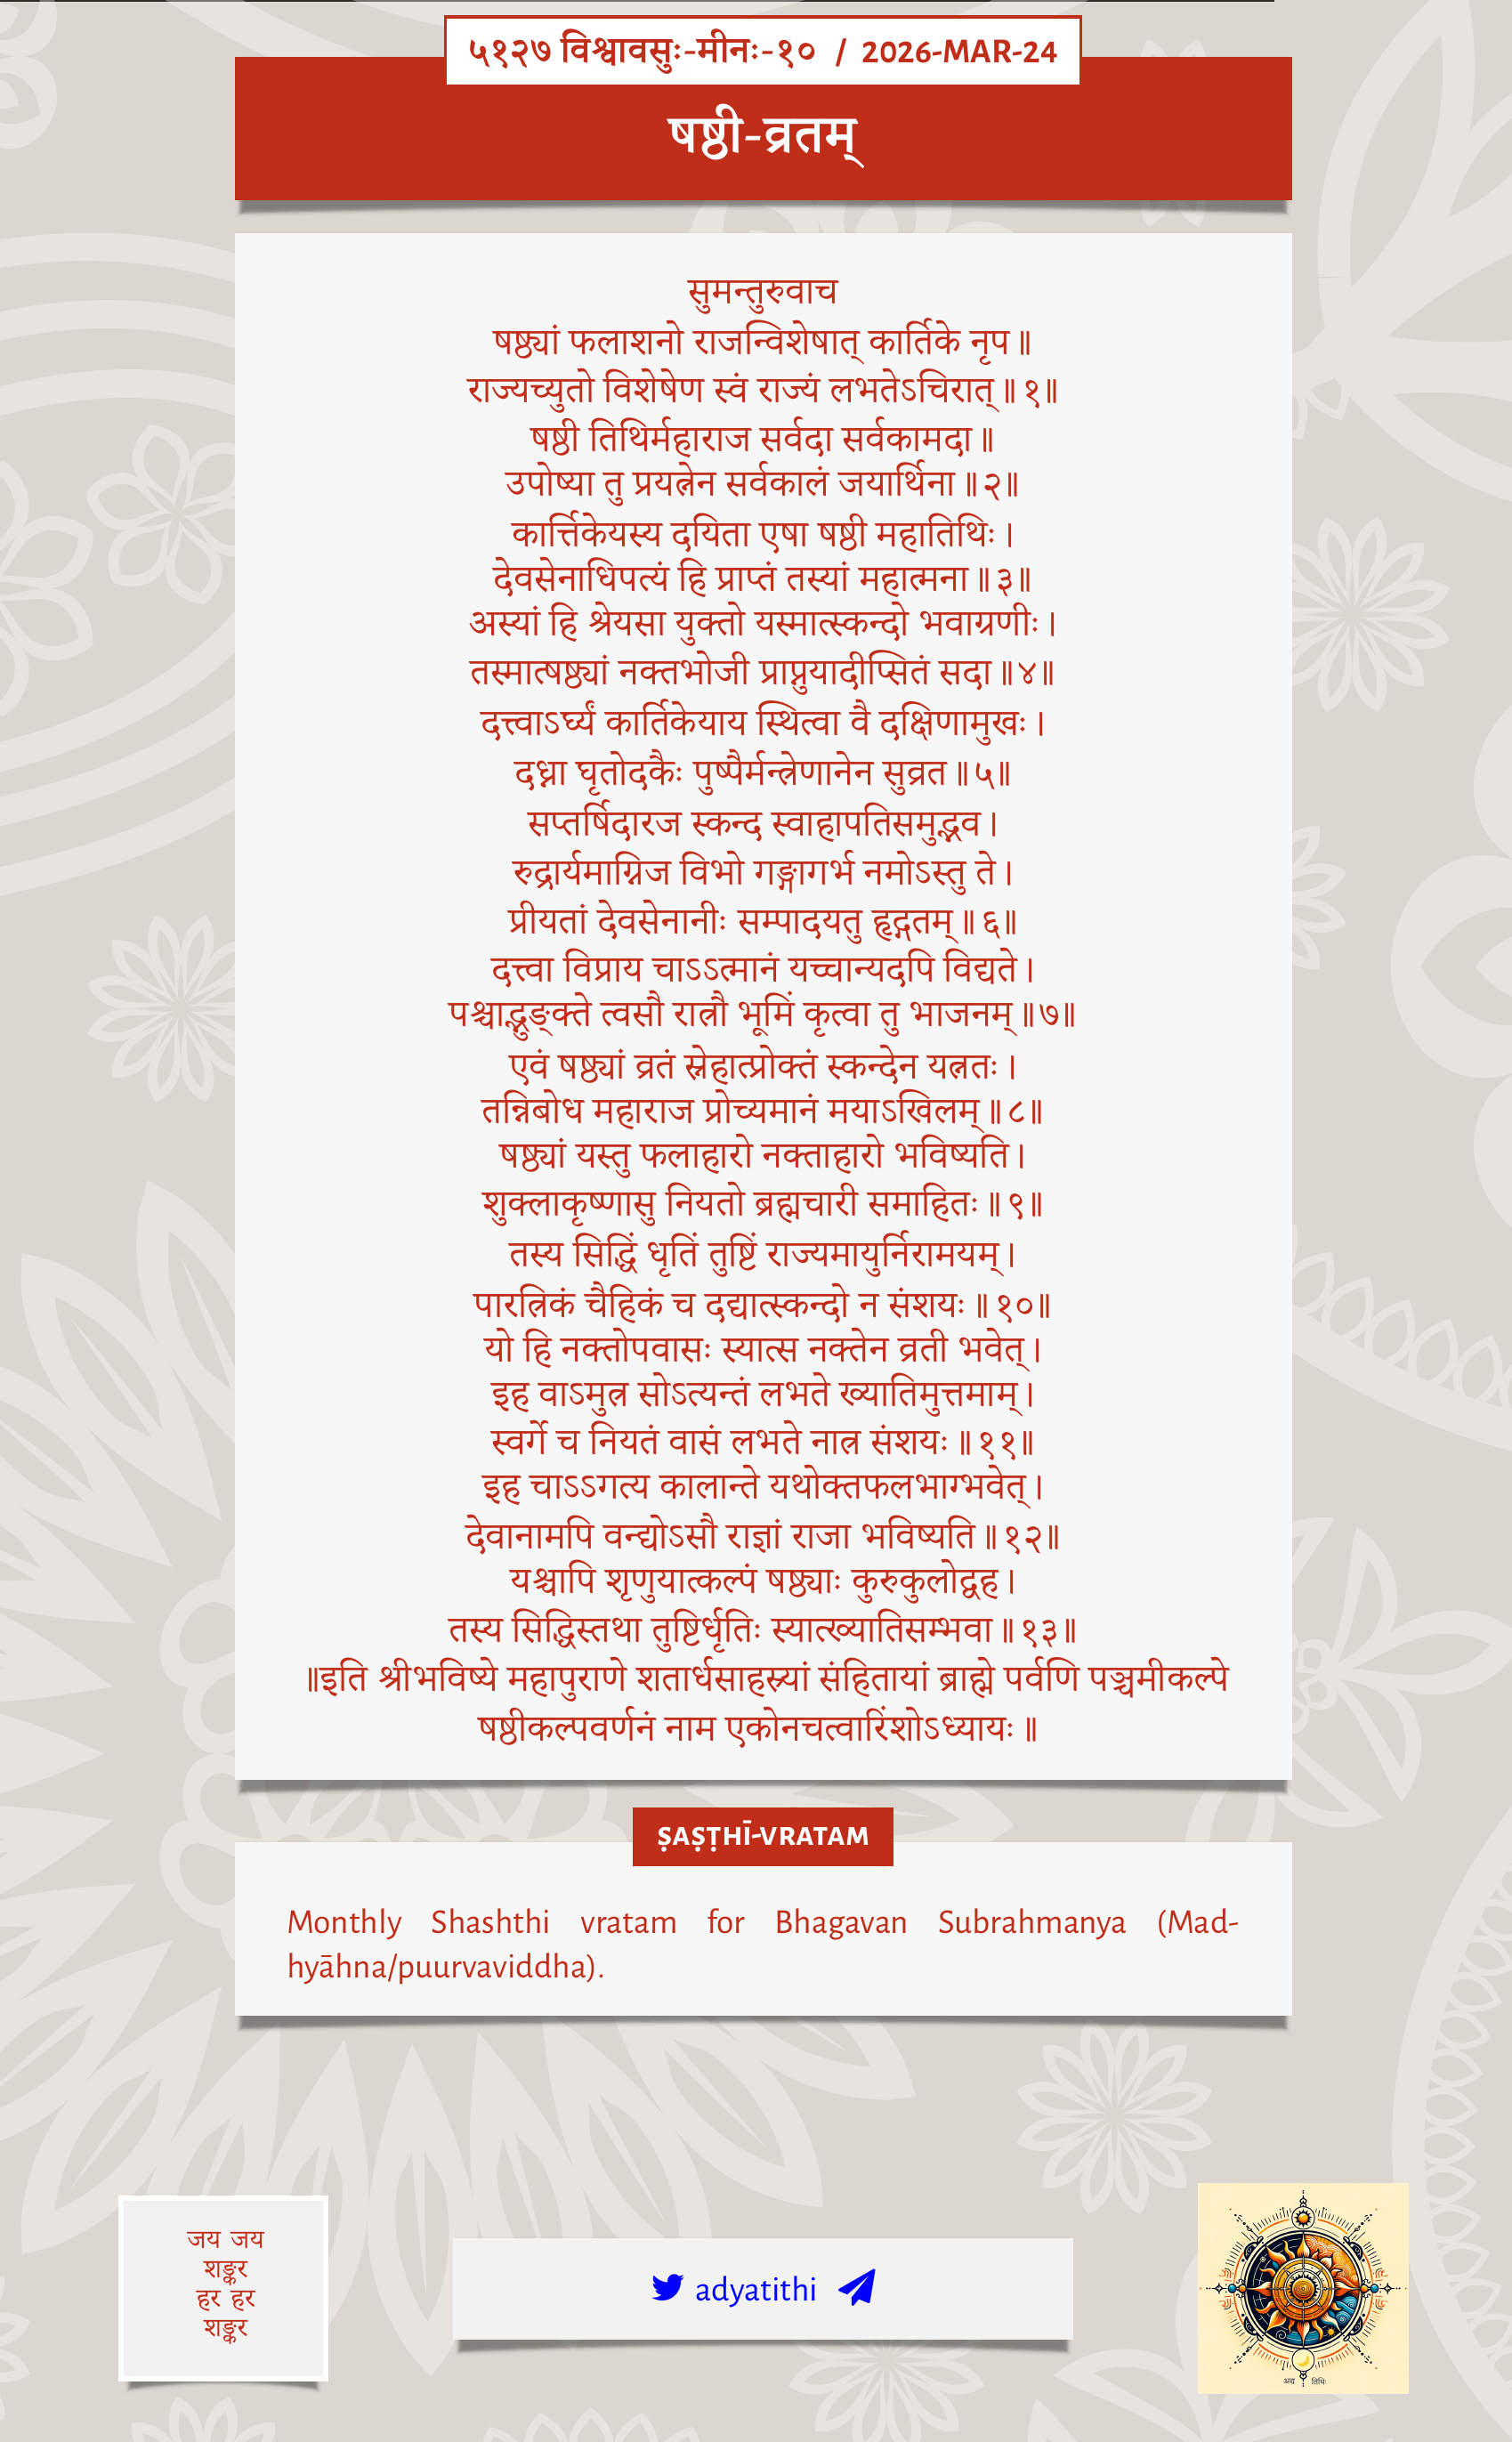 ५१२७ विश्वावसुः-मीनः-१० / 2026-MAR-24
षष्ठी-व्रतम्
सुमन्तुरुवाच
षष्ठ्यां फलाशनो राजन्विशेषात् कार्तिके नृप॥
राज्यच्युतो विशेषेण स्वं राज्यं लभतेऽचिरात्॥१॥
षष्ठी तिथिर्महाराज सर्वदा सर्वकामदा॥
उपोष्या तु प्रयत्नेन सर्वकालं जयार्थिना॥२॥
कार्त्तिकेयस्य दयिता एषा षष्ठी महातिथिः।
देवसेनाधिपत्यं हि प्राप्तं तस्यां महात्मना॥३॥
अस्यां हि श्रेयसा युक्तो यस्मात्स्कन्दो भवाग्रणीः।
तस्मात्षष्ठ्यां नक्तभोजी प्राप्नुयादीप्सितं सदा॥४॥
दत्त्वाऽर्घ्यं कार्तिकेयाय स्थित्वा वै दक्षिणामुखः।
दध्ना घृतोदकैः पुष्पैर्मन्त्रेणानेन सुव्रत॥५॥
सप्तर्षिदारज स्कन्द स्वाहापतिसमुद्भव।
रुद्रार्यमाग्निज विभो गङ्गागर्भ नमोऽस्तु ते।
प्रीयतां देवसेनानीः सम्पादयतु हृद्गतम्॥६॥
दत्त्वा विप्राय चाऽऽत्मानं यच्चान्यदपि विद्यते।
पश्चाद्भुङ्क्ते त्वसौ रात्रौ भूमिं कृत्वा तु भाजनम्॥७॥
एवं षष्ठ्यां व्रतं स्नेहात्प्रोक्तं स्कन्देन यत्नतः।
तन्निबोध महाराज प्रोच्यमानं मयाऽखिलम्॥८॥
षष्ठ्यां यस्तु फलाहारो नक्ताहारो भविष्यति।
शुक्लाकृष्णासु नियतो ब्रह्मचारी समाहितः॥९॥
तस्य सिद्धिं धृतिं तुष्टिं राज्यमायुर्निरामयम्।
पारत्रिकं चैहिकं च दद्यात्स्कन्दो न संशयः॥१०॥
यो हि नक्तोपवासः स्यात्स नक्तेन व्रती भवेत्।
इह वाऽमुत्र सोऽत्यन्तं लभते ख्यातिमुत्तमाम्।
स्वर्गे च नियतं वासं लभते नात्र संशयः॥११॥
इह चाऽऽगत्य कालान्ते यथोक्तफलभाग्भवेत्।
देवानामपि वन्द्योऽसौ राज्ञां राजा भविष्यति॥१२॥
यश्चापि शृणुयात्कल्पं षष्ठ्याः कुरुकुलोद्वह।
तस्य सिद्धिस्तथा तुष्टिर्धृतिः स्यात्ख्यातिसम्भवा॥१३॥
॥इति श्रीभविष्ये महापुराणे शतार्धसाहस्र्यां संहितायां ब्राह्मे पर्वणि पञ्चमीकल्पे
षष्ठीकल्पवर्णनं नाम एकोनचत्वारिंशोऽध्यायः॥
ṢAṢṬHĪ-VRATAM
Monthly Shashthi vratam for Bhagavan Subrahmanya (Mad-
hyāhna/puurvaviddha).
जय जय
शङ्कर
हर हर
शङ्कर
adyatithi
अद्य तिथिः